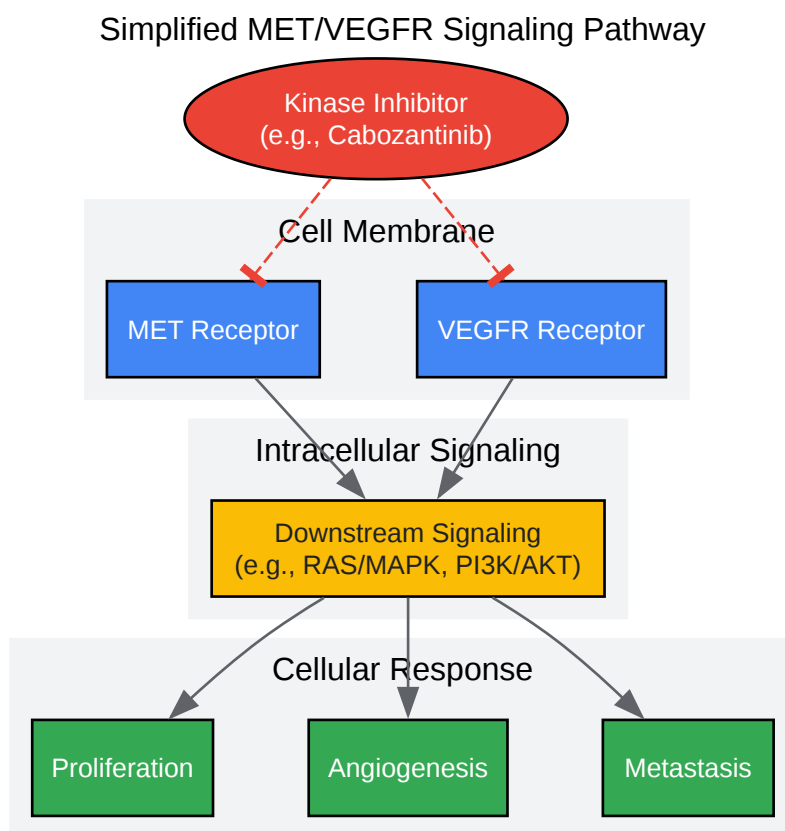 Simplified MET/VEGFR Signaling Pathway
Kinase Inhibitor
(e.g., Cabozantinib)
Cell Membrane
MET Receptor
VEGFR Receptor
Intracellular Signaling
Downstream Signaling
(e.g., RAS/MAPK, PI3K/AKT)
Cellular Response
Proliferation
Angiogenesis
Metastasis